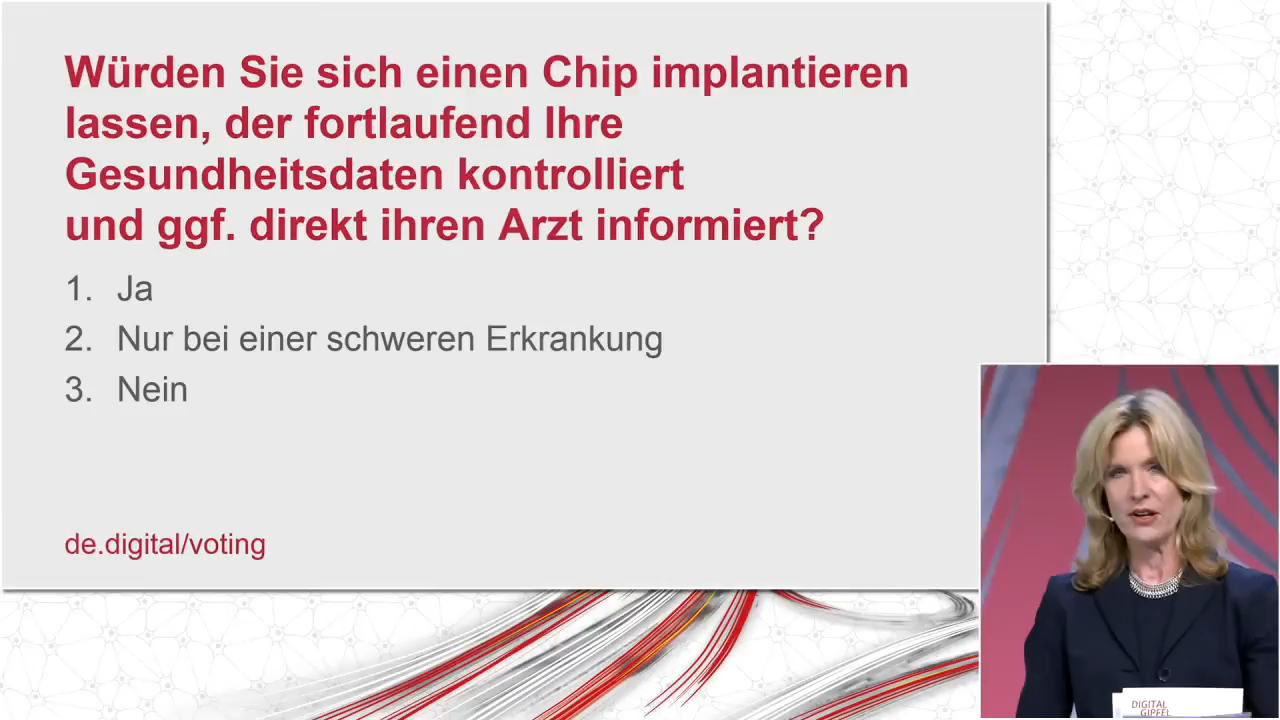 Würden Sie sich einen Chip implantieren
lassen, der fortlaufend Ihre
Gesundheitsdaten kontrolliert
und ggf. direkt ihren Arzt informiert?
1. Ja
2. Nur bei einer schweren Erkrankung
3. Nein
de.digital/voting
DIGITAL
GIPFEL